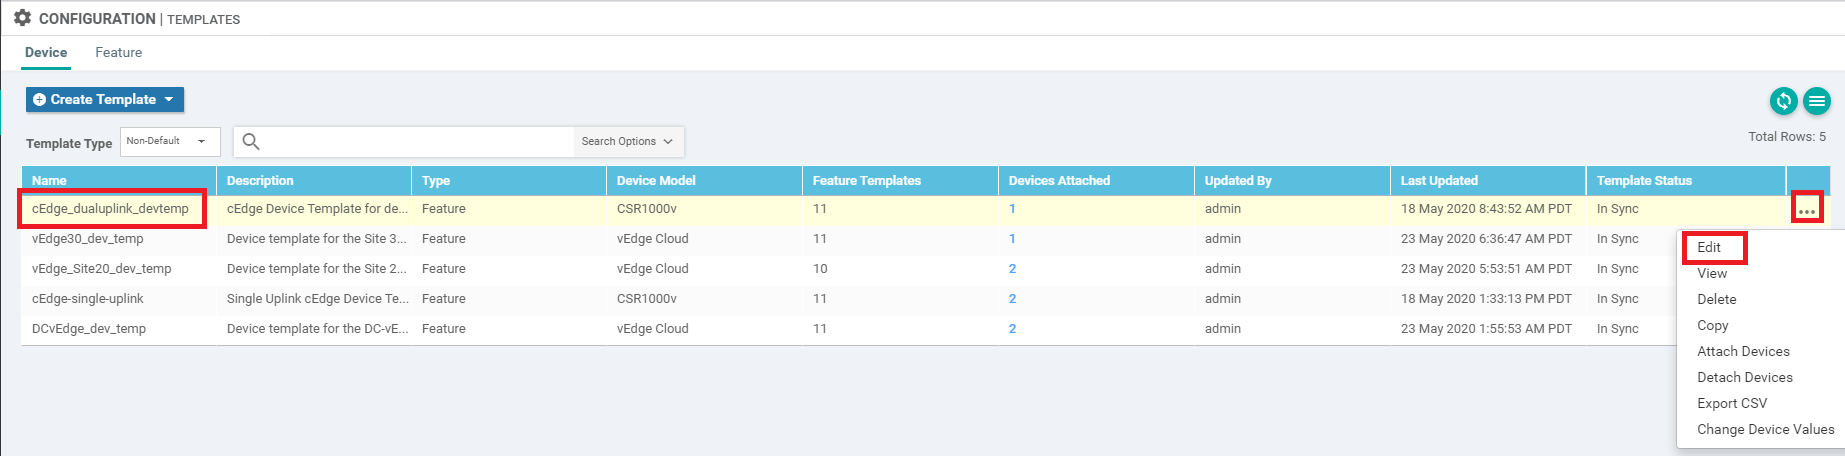 CONFIGURATION | TEMPLATES
Device Feature
Create Template
Template Type Non-Default Search Options Total Rows: 5
Name Description Type Device Model Feature Templates Devices Attached Updated By Last Updated Template Status
cEdge_dualuplink_devtemp cEdge Device Template for de... Feature CSR1000v 11 1 admin 18 May 2020 8:43:52 AM PDT In Sync ...
vEdge30_dev_temp Device template for the Site 3... Feature vEdge Cloud 11 1 admin 23 May 2020 6:36:47 AM PDT In Sync
vEdge_Site20_dev_temp Device template for the Site 2... Feature vEdge Cloud 10 2 admin 23 May 2020 5:53:51 AM PDT In Sync
cEdge-single-uplink Single Uplink cEdge Device Te... Feature CSR1000v 11 2 admin 18 May 2020 1:33:13 PM PDT In Sync
DCvEdge_dev_temp Device template for the DC-vE... Feature vEdge Cloud 11 2 admin 23 May 2020 1:55:53 AM PDT In Sync
Edit
View
Delete
Copy
Attach Devices
Detach Devices
Export CSV
Change Device Values